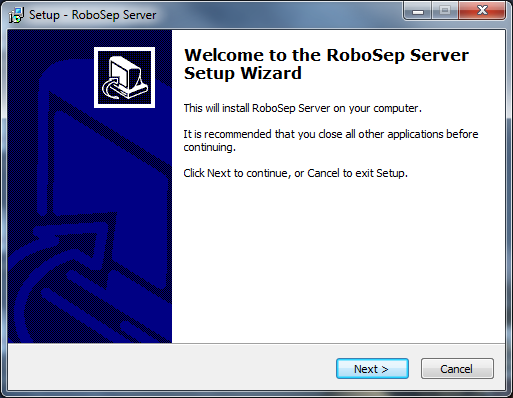 Setup - RoboSep Server
Welcome to the RoboSep Server
Setup Wizard
This will install RoboSep Server on your computer.
It is recommended that you close all other applications before
continuing.
Click Next to continue, or Cancel to exit Setup.
Next >
Cancel